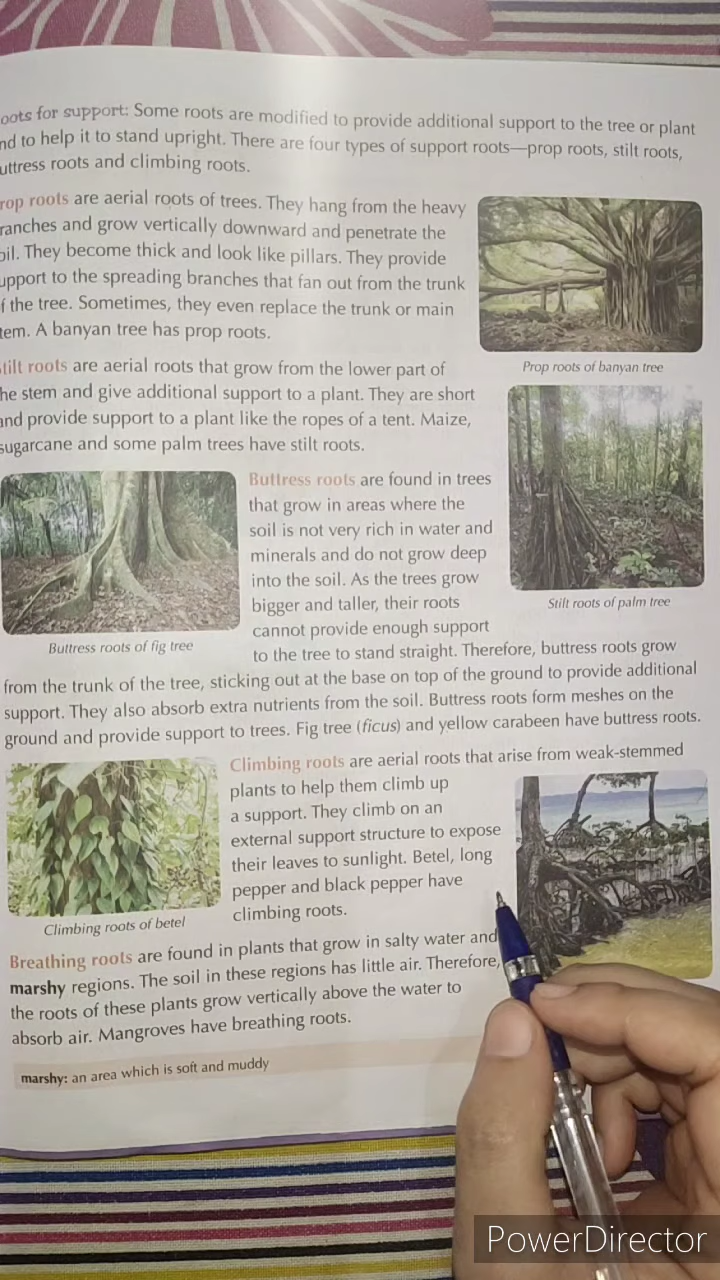 oots for support: Some roots are modified to provide additional support to the tree or plant
nd to help it to stand upright. There are four types of support roots—prop roots, stilt roots,
uttress roots and climbing roots.
rop roots are aerial roots of trees. They hang from the heavy
ranches and grow vertically downward and penetrate the
oil. They become thick and look like pillars. They provide
upport to the spreading branches that fan out from the trunk
f the tree. Sometimes, they even replace the trunk or main
tem. A banyan tree has prop roots.
Prop roots of banyan tree
tilt roots are aerial roots that grow from the lower part of
he stem and give additional support to a plant. They are short
and provide support to a plant like the ropes of a tent. Maize,
sugarcane and some palm trees have stilt roots.
Stilt roots of palm tree
Buttress roots are found in trees
that grow in areas where the
soil is not very rich in water and
minerals and do not grow deep
into the soil. As the trees grow
bigger and taller, their roots
cannot provide enough support
to the tree to stand straight. Therefore, buttress roots grow
Buttress roots of fig tree
from the trunk of the tree, sticking out at the base on top of the ground to provide additional
support. They also absorb extra nutrients from the soil. Buttress roots form meshes on the
ground and provide support to trees. Fig tree (ficus) and yellow carabeen have buttress roots.
Climbing roots are aerial roots that arise from weak-stemmed
plants to help them climb up
a support. They climb on an
external support structure to expose
their leaves to sunlight. Betel, long
pepper and black pepper have
climbing roots.
Climbing roots of betel
Breathing roots are found in plants that grow in salty water and
marshy regions. The soil in these regions has little air. Therefore,
the roots of these plants grow vertically above the water to
absorb air. Mangroves have breathing roots.
marshy: an area which is soft and muddy
PowerDirector